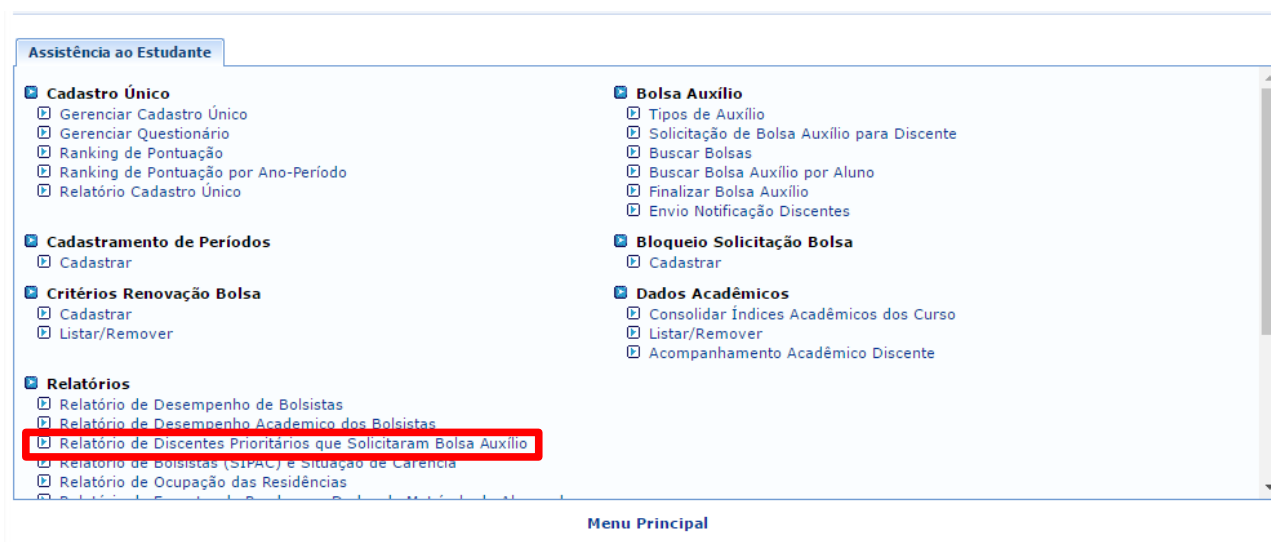 Assistência ao Estudante
Cadastro Único
Gerenciar Cadastro Único
Gerenciar Questionário
Ranking de Pontuação
Ranking de Pontuação por Ano-Período
Relatório Cadastro Único
Bolsa Auxílio
Tipos de Auxílio
Solicitação de Bolsa Auxílio para Discente
Buscar Bolsas
Buscar Bolsa Auxílio por Aluno
Finalizar Bolsa Auxílio
Envio Notificação Discentes
Cadastramento de Períodos
Cadastrar
Bloqueio Solicitação Bolsa
Cadastrar
Critérios Renovação Bolsa
Cadastrar
Listar/Remover
Dados Acadêmicos
Consolidar Índices Acadêmicos dos Curso
Listar/Remover
Acompanhamento Acadêmico Discente
Relatórios
Relatório de Desempenho de Bolsistas
Relatório de Desempenho Academico dos Bolsistas
Relatório de Discentes Prioritários que Solicitaram Bolsa Auxílio
Relatório de Bolsistas (SIPAC) e Situação de Carência
Relatório de Ocupação das Residências
Menu Principal